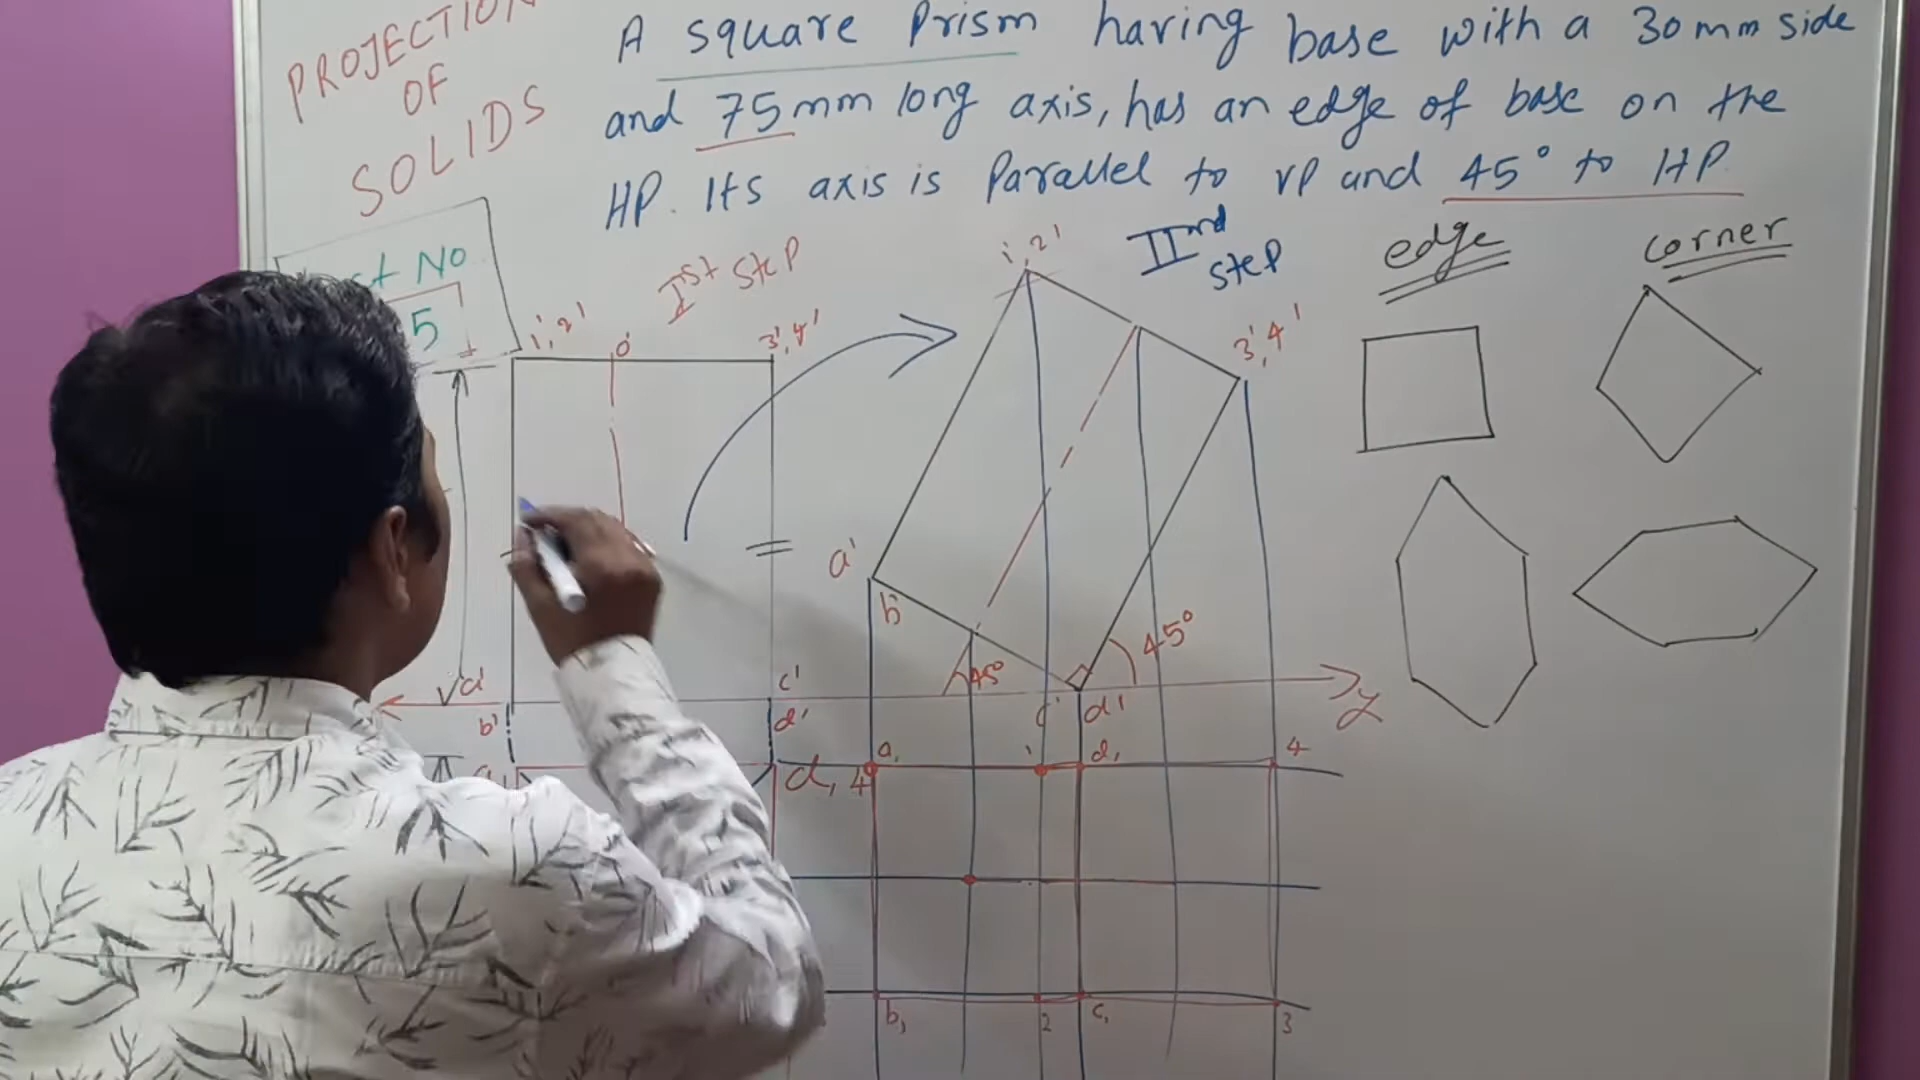 PROJECTION
OF
SOLIDS
A square Prism having base with a 30mm side
and 75mm long axis, has an edge of base on the
HP. Its axis is Parallel to VP and 45° to HP.
No
5
Ist Step
IInd
Step
edge
corner
1',2'
o'
3',4'
1',2'
3',4'
a'
b'
45°
45°
a'
b'
c'
d'
c'
d'
y
d,4
a,
1
d,
4
b,
2
c,
3